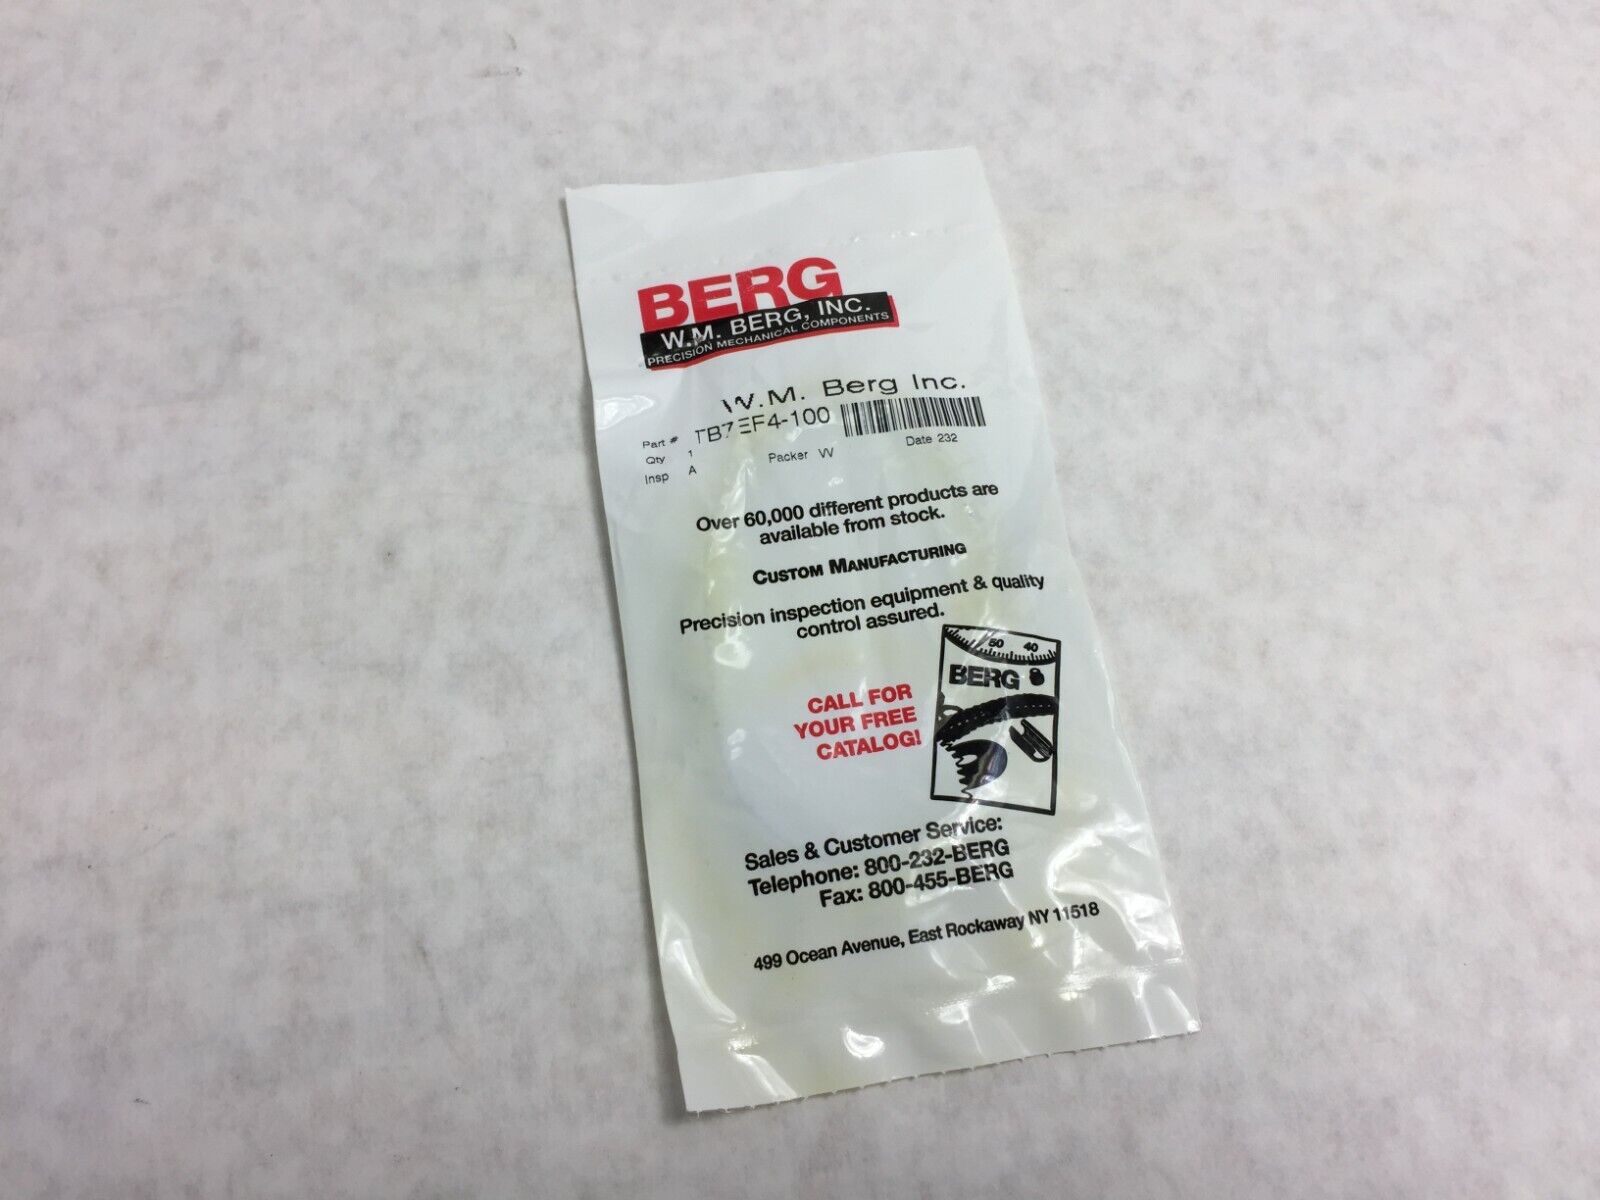 BERG
W.M. BERG, INC.
PRECISION MECHANICAL COMPONENTS
W.M. Berg Inc.
Part # TB7EF4-100
Qty 1 Packer VV Date 232
Insp A
Over 60,000 different products are
available from stock.
CUSTOM MANUFACTURING
Precision inspection equipment & quality
control assured.
50 40
BERG
CALL FOR
YOUR FREE
CATALOG!
Sales & Customer Service:
Telephone: 800-232-BERG
Fax: 800-455-BERG
499 Ocean Avenue, East Rockaway NY 11518